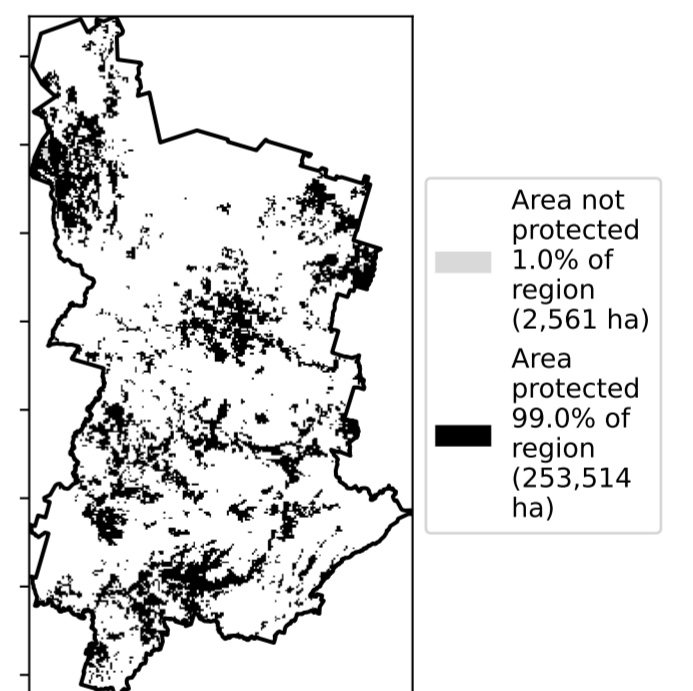 Area not
protected
1.0% of
region
(2,561 ha)
Area
protected
99.0% of
region
(253,514
ha)